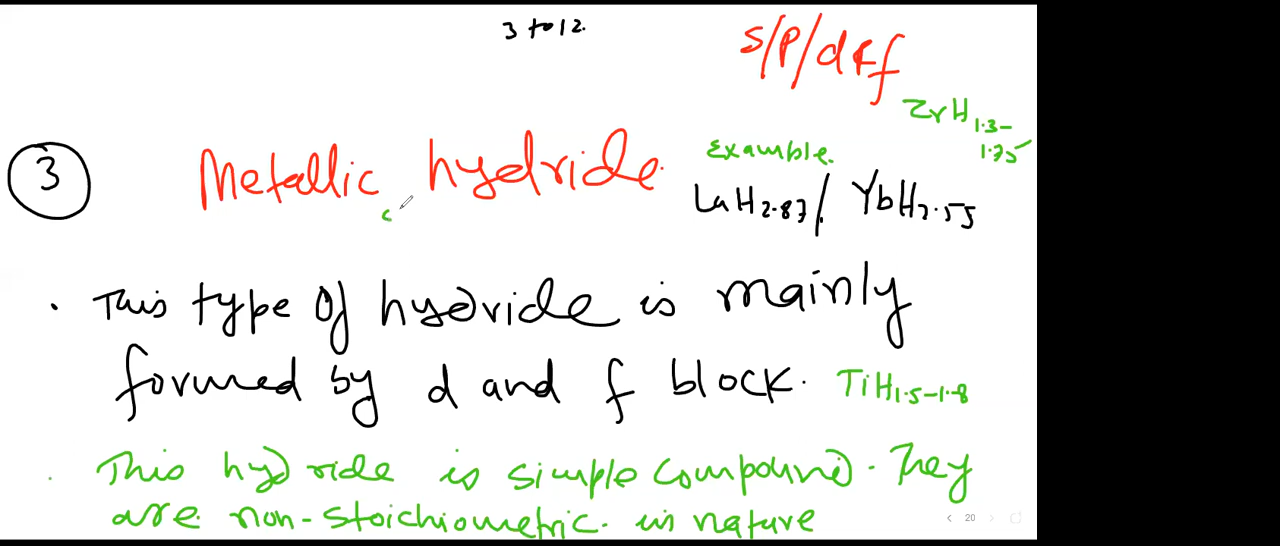 3 to 12.
S/P/d&f
ZrH1.3-
1.75
3
Metallic hydride.
Examble.
LaH2.87/ YbH2.55
c
. This type of hydride is mainly
formed by d and f block.
TiH1.5-1.8
. This hydride is simple compound. They
are non-stoichiometric. in nature
< 20 >